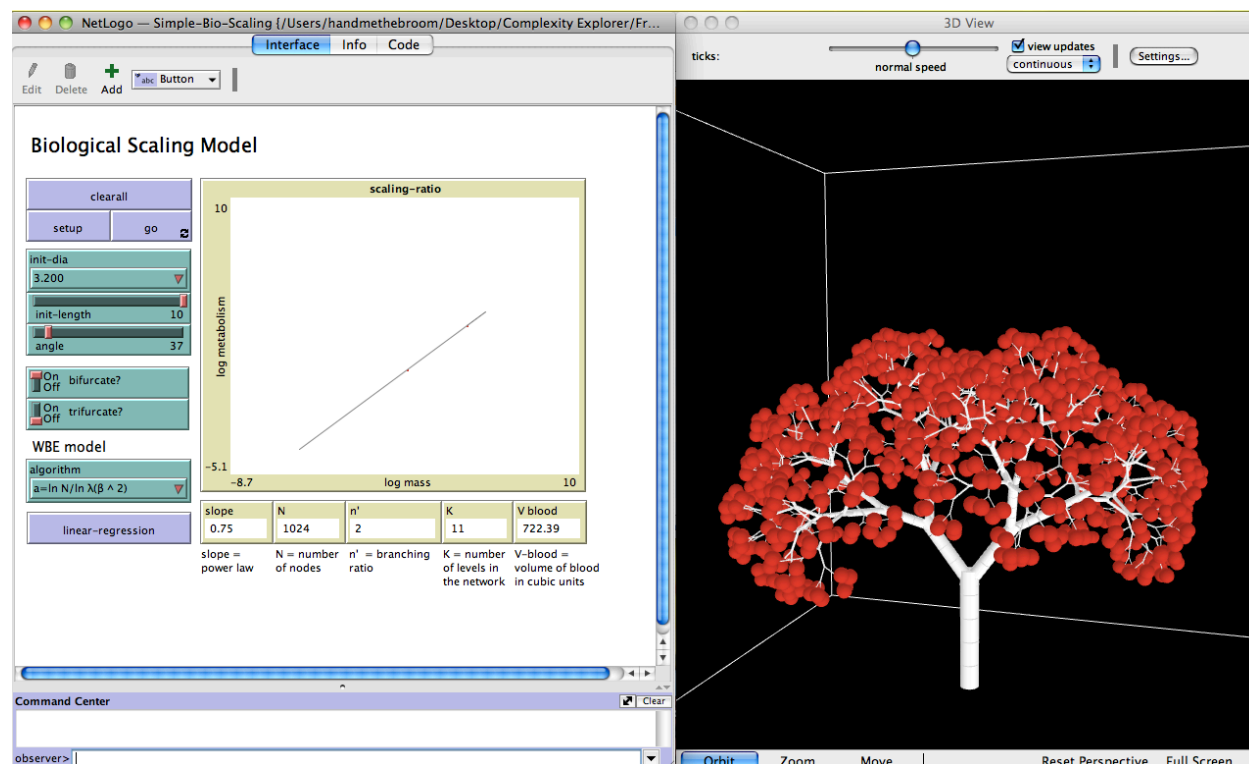 NetLogo — Simple-Bio-Scaling {/Users/handmethebroom/Desktop/Complexity Explorer/Fr...
Interface Info Code
Edit Delete Add abc Button
Biological Scaling Model
clearall
setup go
init-dia
3.200
init-length 10
angle 37
On
Off bifurcate?
On
Off trifurcate?
WBE model
algorithm
a=ln N/ln λ(β ^ 2)
linear-regression
scaling-ratio
10
log metabolism
-5.1
-8.7 log mass 10
slope N n' K V blood
0.75 1024 2 11 722.39
slope =
power law
N = number
of nodes
n' = branching
ratio
K = number
of levels in
the network
V-blood =
volume of blood
in cubic units
Command Center Clear
observer>
3D View
ticks:
normal speed
view updates
continuous
Settings...
Orbit Zoom Move Reset Perspective Full Screen